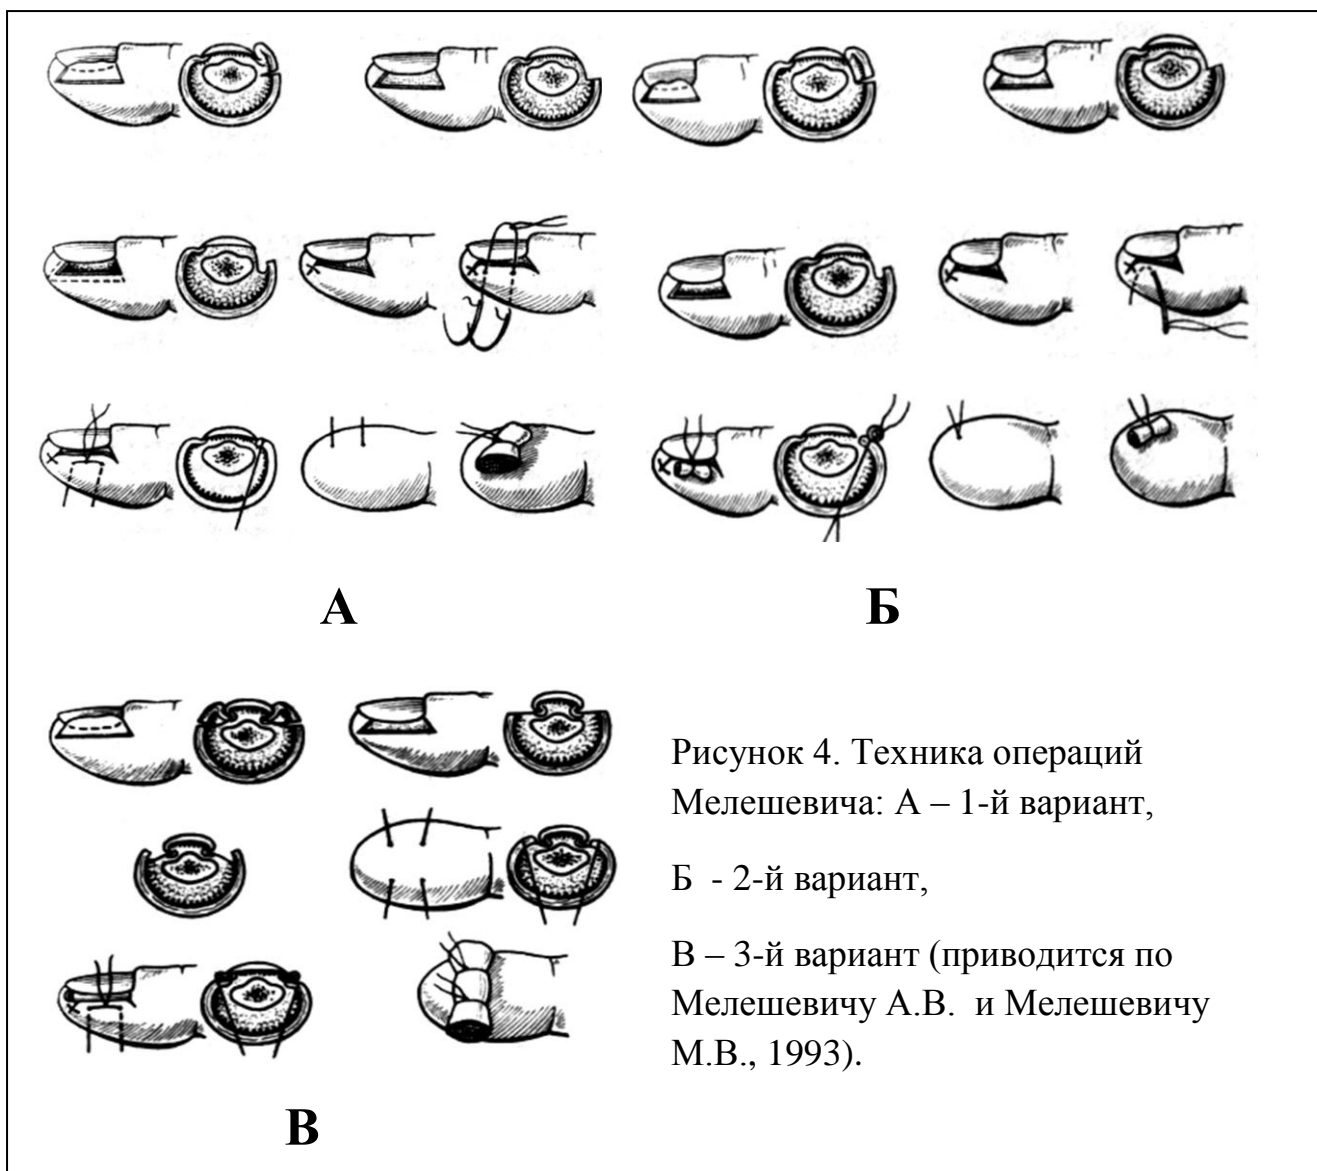 А
Б
В
Рисунок 4. Техника операций
Мелешевича: А – 1-й вариант,
Б - 2-й вариант,
В – 3-й вариант (приводится по
Мелешевичу А.В. и Мелешевичу
М.В., 1993).